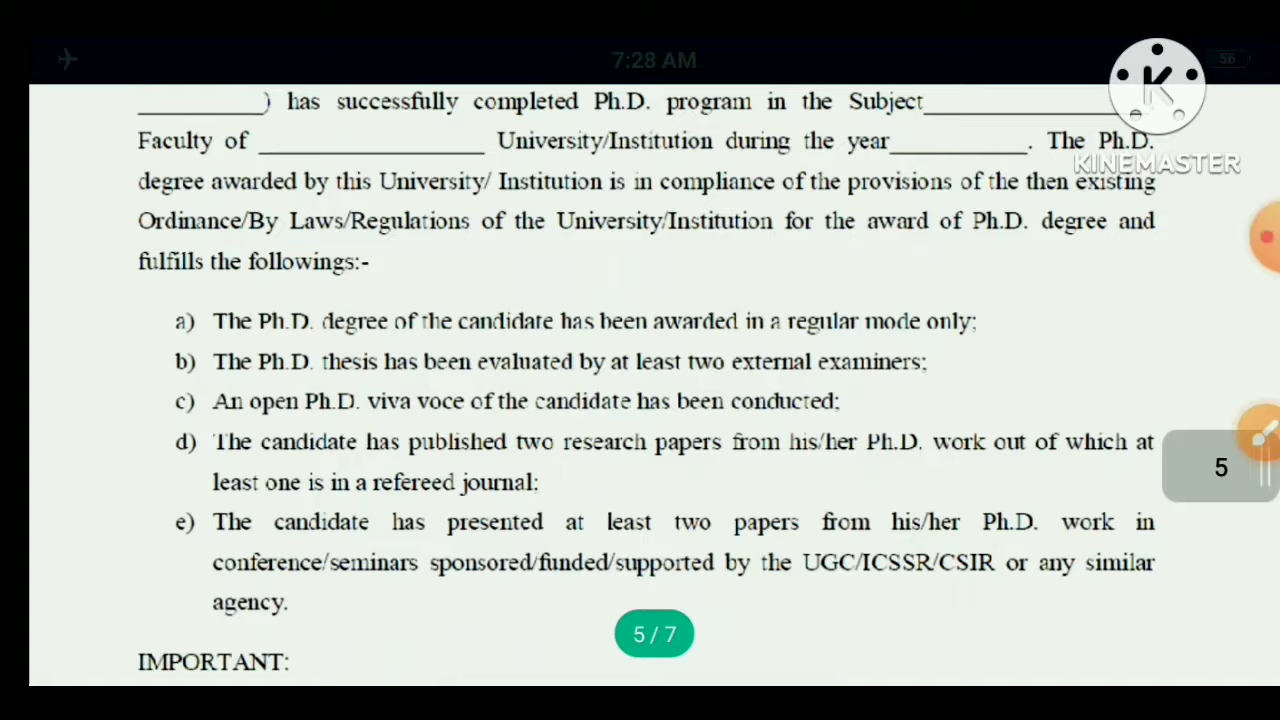 7:28 AM
56
K
KINEMASTER
__________) has successfully completed Ph.D. program in the Subject________________
Faculty of __________________ University/Institution during the year___________. The Ph.D.
degree awarded by this University/ Institution is in compliance of the provisions of the then existing
Ordinance/By Laws/Regulations of the University/Institution for the award of Ph.D. degree and
fulfills the followings:-
a) The Ph.D. degree of the candidate has been awarded in a regular mode only;
b) The Ph.D. thesis has been evaluated by at least two external examiners;
c) An open Ph.D. viva voce of the candidate has been conducted;
d) The candidate has published two research papers from his/her Ph.D. work out of which at
least one is in a refereed journal;
5
e) The candidate has presented at least two papers from his/her Ph.D. work in
conference/seminars sponsored/funded/supported by the UGC/ICSSR/CSIR or any similar
agency.
5 / 7
IMPORTANT: